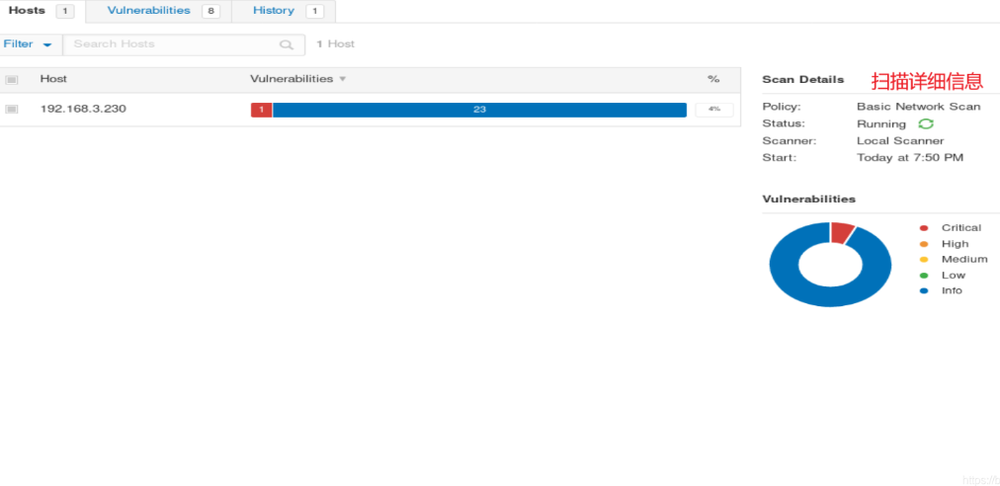 Hosts 1 Vulnerabilities 8 History 1
Filter Search Hosts 1 Host
Host Vulnerabilities %
192.168.3.230 1 23 4%
Scan Details 扫描详细信息
Policy: Basic Network Scan
Status: Running
Scanner: Local Scanner
Start: Today at 7:50 PM
Vulnerabilities
Critical
High
Medium
Low
Info
https://b